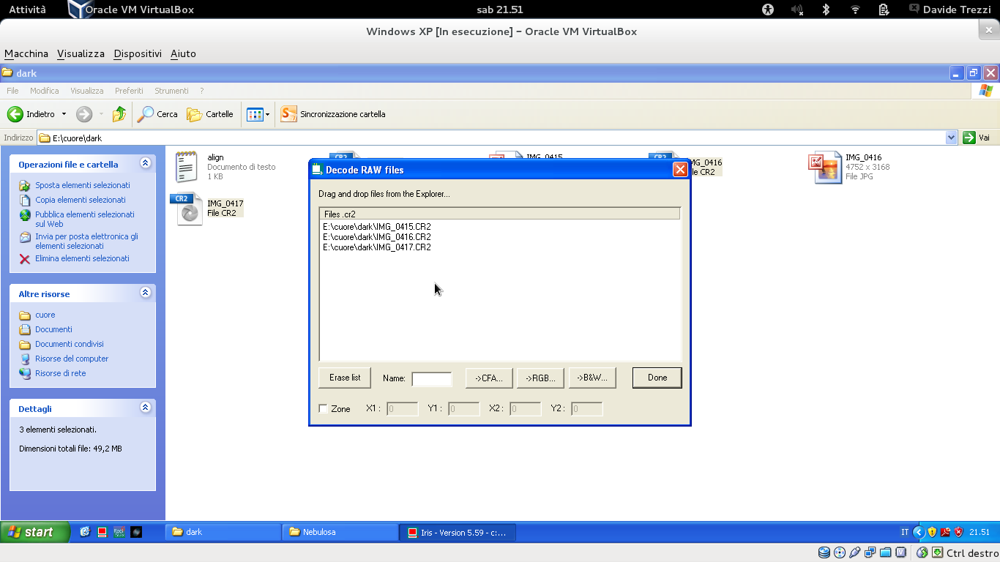 Attività
Oracle VM VirtualBox
sab 21.51
Davide Trezzi
Windows XP [In esecuzione] – Oracle VM VirtualBox
Macchina Visualizza Dispositivi Aiuto
dark
File Modifica Visualizza Preferiti Strumenti ?
Indietro Cerca Cartelle Sincronizzazione cartella
Indirizzo E:\cuore\dark Vai
Operazioni file e cartella
Sposta elementi selezionati
Copia elementi selezionati
Pubblica elementi selezionati
sul Web
Invia per posta elettronica gli
elementi selezionati
Elimina elementi selezionati
Altre risorse
cuore
Documenti
Documenti condivisi
Risorse del computer
Risorse di rete
Dettagli
3 elementi selezionati.
Dimensioni totali file: 49,2 MB
align
Documento di testo
1 KB
CR2
IMG_0415
CR2
IMG_0416
CR2
IMG_0416
4752 x 3168
File JPG
CR2
IMG_0417
File CR2
Decode RAW files
Drag and drop files from the Explorer...
Files .cr2
E:\cuore\dark\IMG_0415.CR2
E:\cuore\dark\IMG_0416.CR2
E:\cuore\dark\IMG_0417.CR2
Erase list Name: ->CFA... ->RGB... ->B&W... Done
Zone X1 : 0 Y1 : 0 X2 : 0 Y2 : 0
start
dark
Nebulosa
Iris - Version 5.59 - c:...
IT
21.51
Ctrl destro